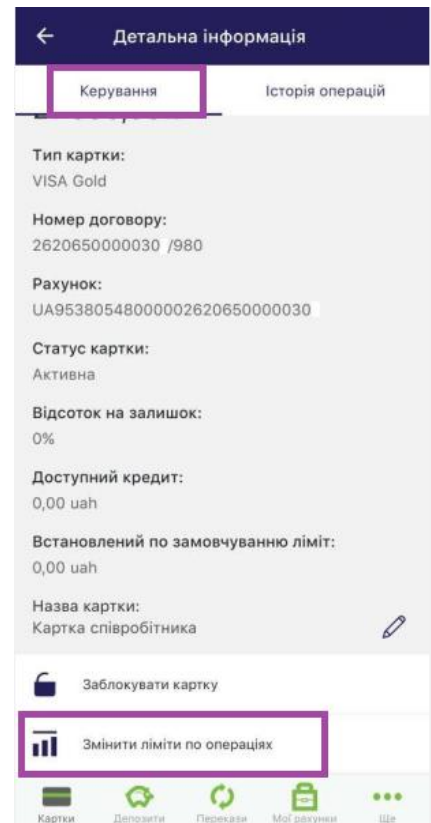 Детальна інформація
Керування
Історія операцій
Тип картки:
VISA Gold
Номер договору:
2620650000030 /980
Рахунок:
UA95380548000002620650000030
Статус картки:
Активна
Відсоток на залишок:
0%
Доступний кредит:
0,00 uah
Встановлений по замовчуванню ліміт:
0,00 uah
Назва картки:
Картка співробітника
Заблокувати картку
Змінити ліміти по операціях
Картки
Депозити
Перекази
Мої рахунки
Ще